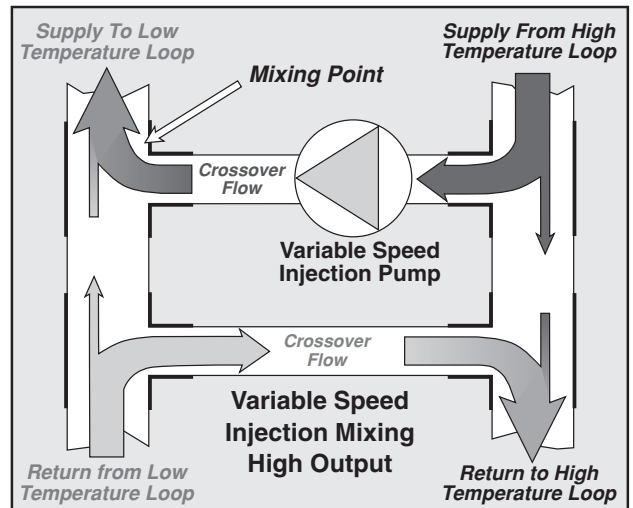 Supply To Low
Temperature Loop
Supply From High
Temperature Loop
Mixing Point
Crossover
Flow
Variable Speed
Injection Pump
Crossover
Flow
Variable Speed
Injection Mixing
High Output
Return from Low
Temperature Loop
Return to High
Temperature Loop